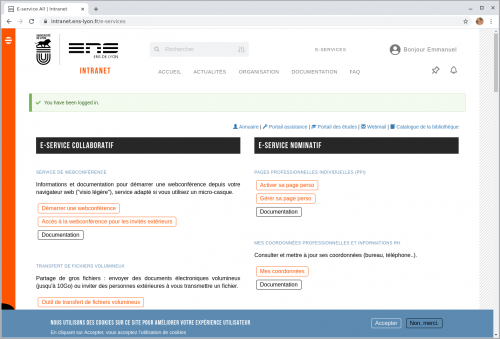 E-service All | Intranet
intranet.ens-lyon.fr/e-services
ENS DE LYON
Rechercher
E-SERVICES
Bonjour Emmanuel
INTRANET
ACCUEIL
ACTUALITÉS
ORGANISATION
DOCUMENTATION
FAQ
You have been logged in.
Annuaire | Portail assistance | Portail des études | Webmail | Catalogue de la bibliothèque
E-SERVICE COLLABORATIF
SERVICE DE WEBCONFÉRENCE
Informations et documentation pour démarrer une webconférence depuis votre
navigateur web ("visio légère"), service adapté si vous utilisez un micro-casque.
Démarrer une webconférence
Accès à la webconférence pour les invités extérieurs
Documentation
TRANSFERT DE FICHIERS VOLUMINEUX
Partage de gros fichiers : envoyer des documents électroniques volumineux
(jusqu'à 10Go) ou inviter des personnes extérieures à vous transmettre un fichier.
Outil de transfert de fichiers volumineux
E-SERVICE NOMINATIF
PAGES PROFESSIONNELLES INDIVIDUELLES (PPI)
Activer sa page perso
Gérer sa page perso
Documentation
MES COORDONNÉES PROFESSIONNELLES ET INFORMATIONS RH
Consulter et mettre à jour ses coordonnées (bureau, téléphone..).
Mes coordonnées
Documentation
NOUS UTILISONS DES COOKIES SUR CE SITE POUR AMÉLIORER VOTRE EXPÉRIENCE UTILISATEUR
En cliquant sur Accepter, vous acceptez l'utilisation de cookies.
Accepter
Non, merci.